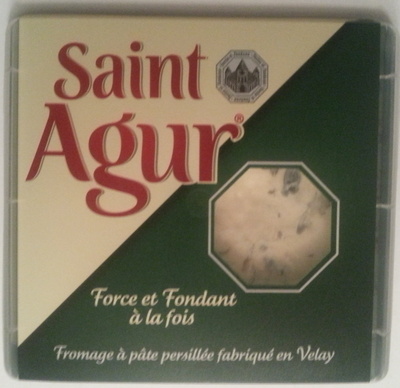 Saint
Agur®
Force et Fondant
à la fois
Fromage à pâte persillée fabriqué en Velay